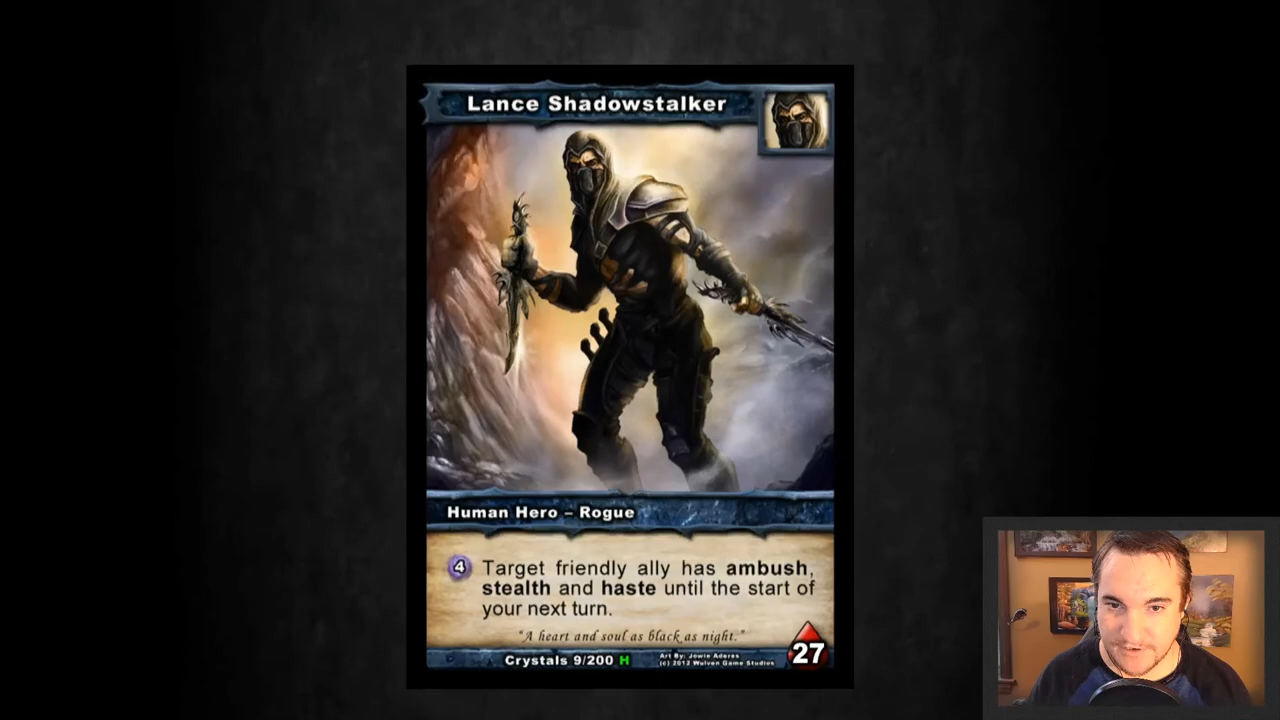 Lance Shadowstalker
Human Hero – Rogue
4 Target friendly ally has ambush,
stealth and haste until the start of
your next turn.
"A heart and soul as black as night."
27
Crystals 9/200 H
Art By: Jowie Aderes
(c) 2012 Wulven Game Studios